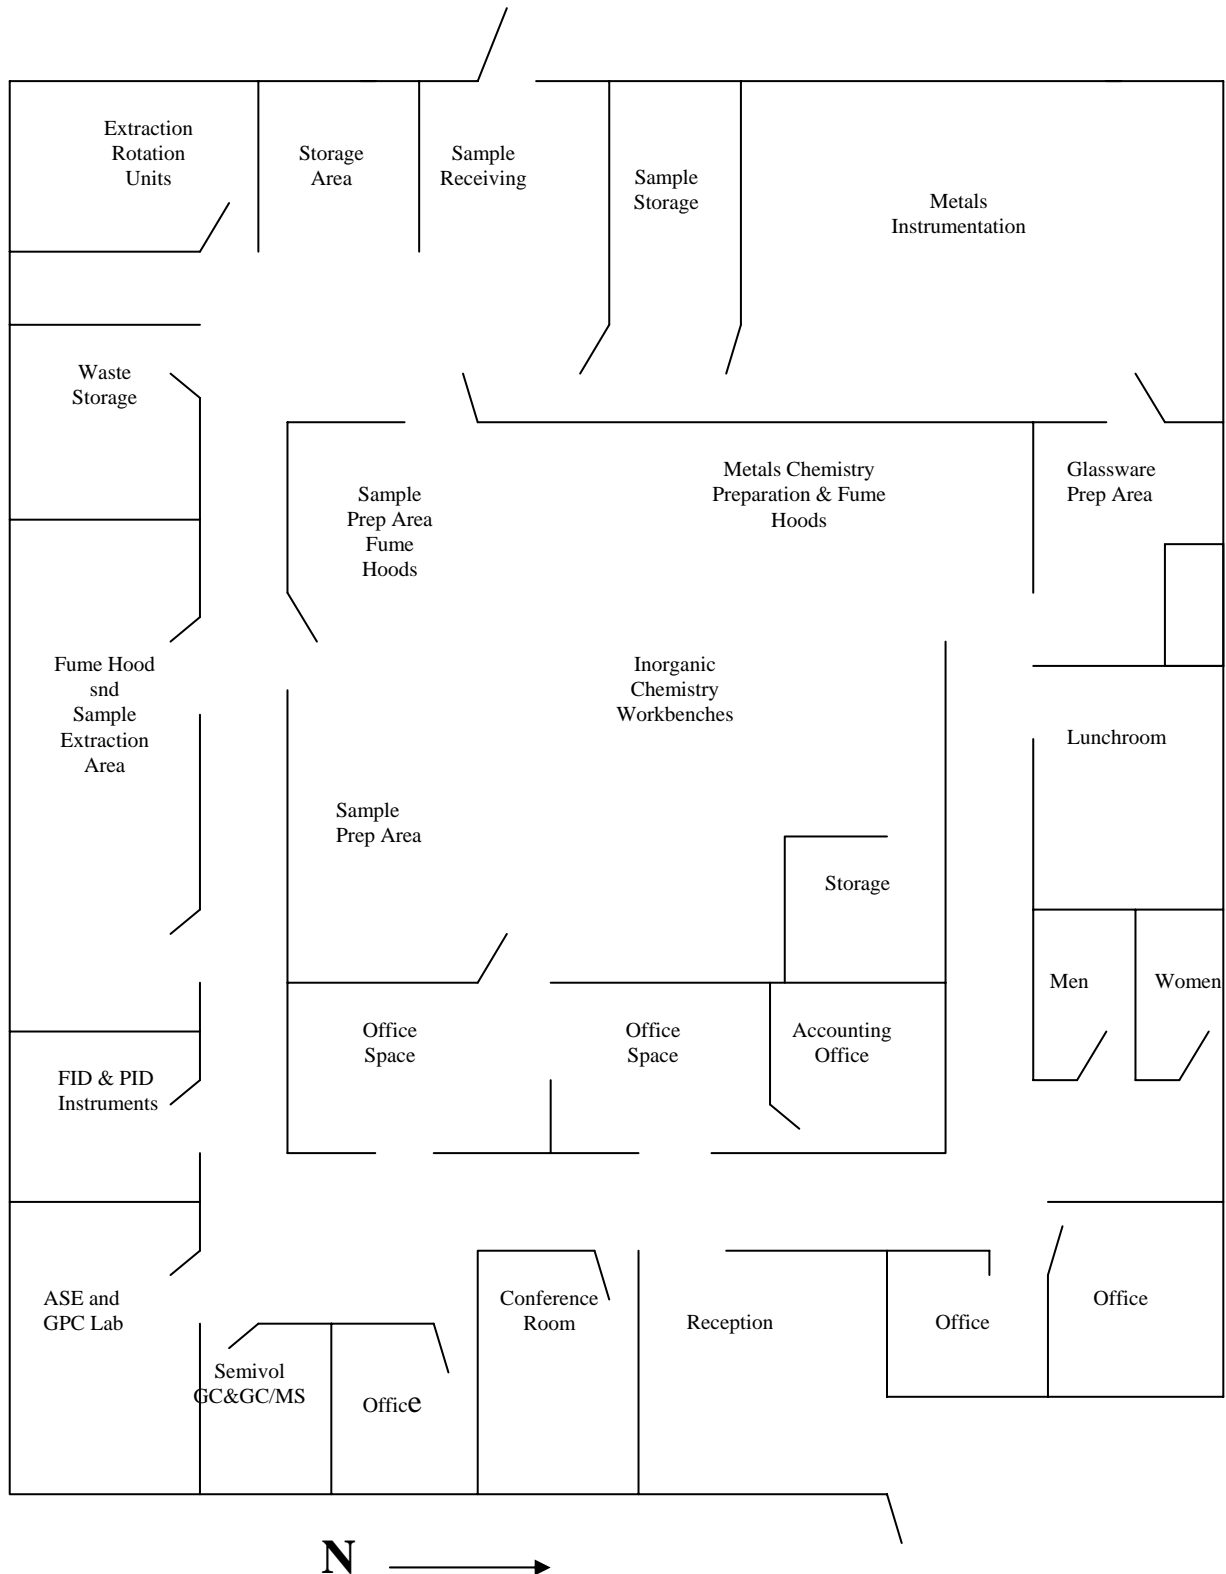 Extraction
Rotation
Units
Storage
Area
Sample
Receiving
Sample
Storage
Metals
Instrumentation
Waste
Storage
Sample
Prep Area
Fume
Hoods
Metals Chemistry
Preparation & Fume
Hoods
Glassware
Prep Area
Fume Hood
snd
Sample
Extraction
Area
Inorganic
Chemistry
Workbenches
Lunchroom
Sample
Prep Area
Storage
Men
Women
Office
Space
Office
Space
Accounting
Office
FID & PID
Instruments
ASE and
GPC Lab
Conference
Room
Reception
Office
Office
Semivol
GC&GC/MS
Office
N